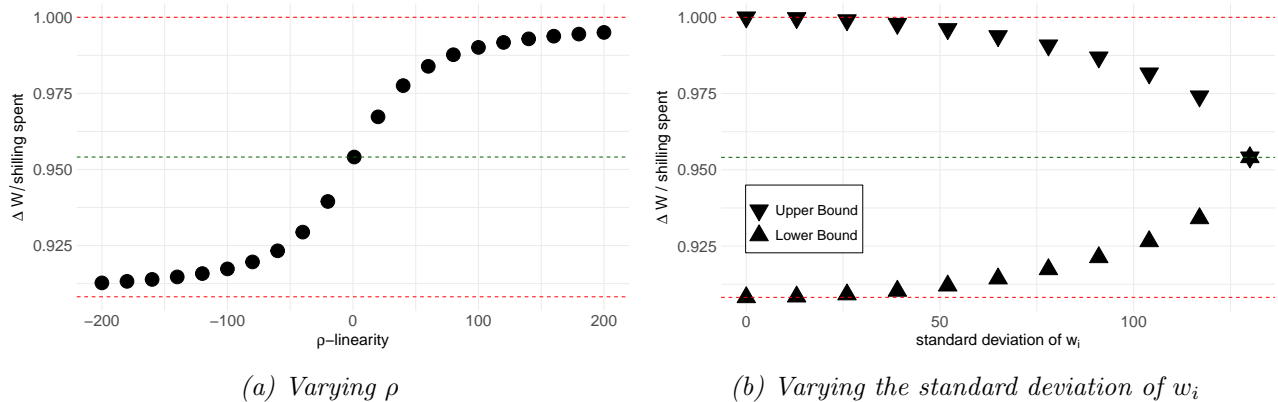 1.000
0.975
0.950
0.925
Δ W/shilling spent
−200
−100
0
100
200
ρ−linearity
(a) Varying ρ
1.000
0.975
0.950
0.925
Δ W / shilling spent
Upper Bound
Lower Bound
0
50
100
standard deviation of wᵢ
(b) Varying the standard deviation of wᵢ